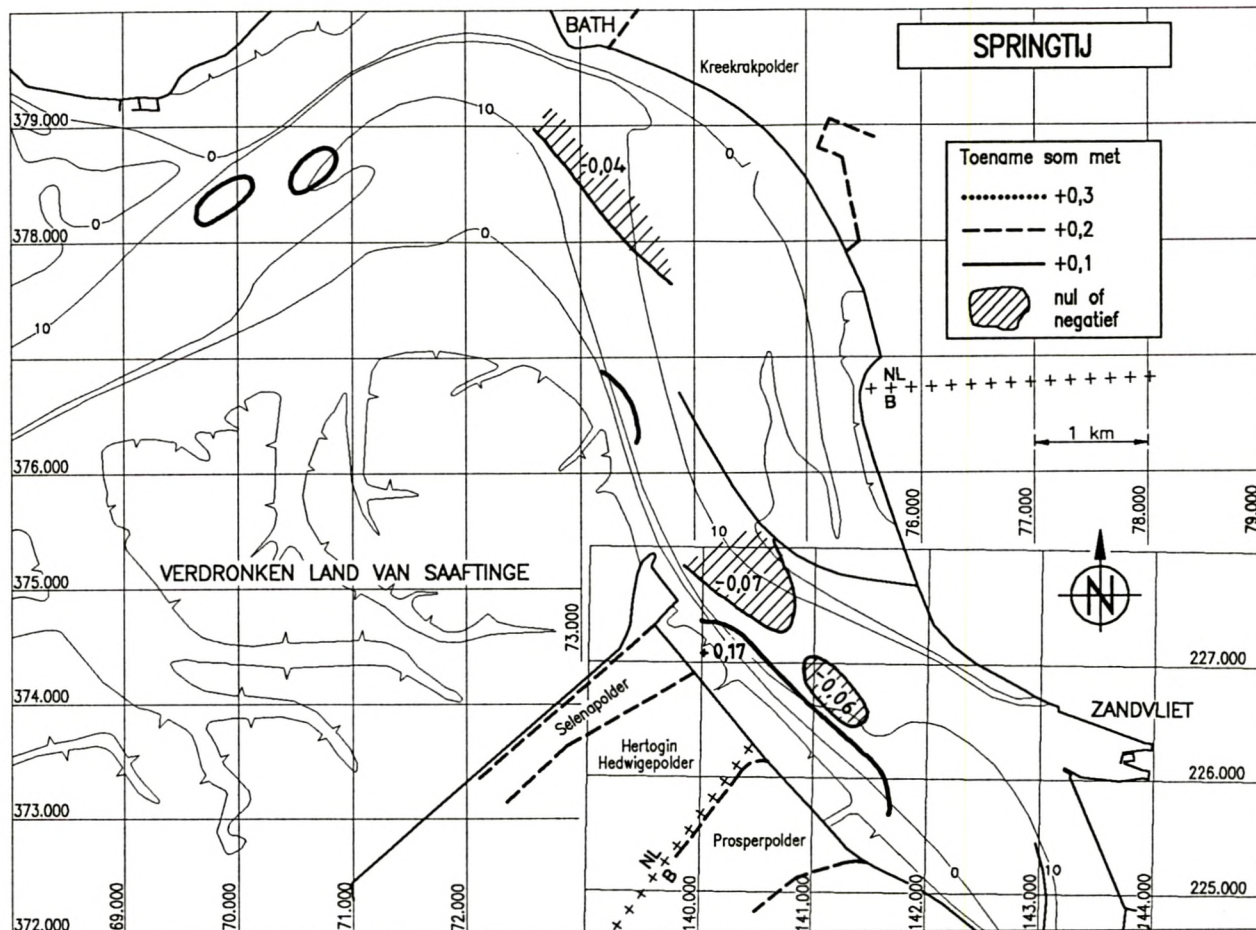 BATH
SPRINGTIJ
Kreekrakpolder
379.000
10
0
0
-0,04
Toename som met
+0,3
+0,2
+0,1
nul of
negatief
378.000
0
0
10
NL
B
1 km
376.000
76.000
77.000
78.000
79.000
10
VERDRONKEN LAND VAN SAAFTINGE
375.000
-0,07
N
73.000
+0,17
227.000
374.000
Selenapolder
-0,06
ZANDVLIET
Hertogin
Hedwigepolder
226.000
373.000
Prosperpolder
NL
B
0
10
225.000
372.000
69.000
70.000
71.000
72.000
140.000
141.000
142.000
143.000
144.000